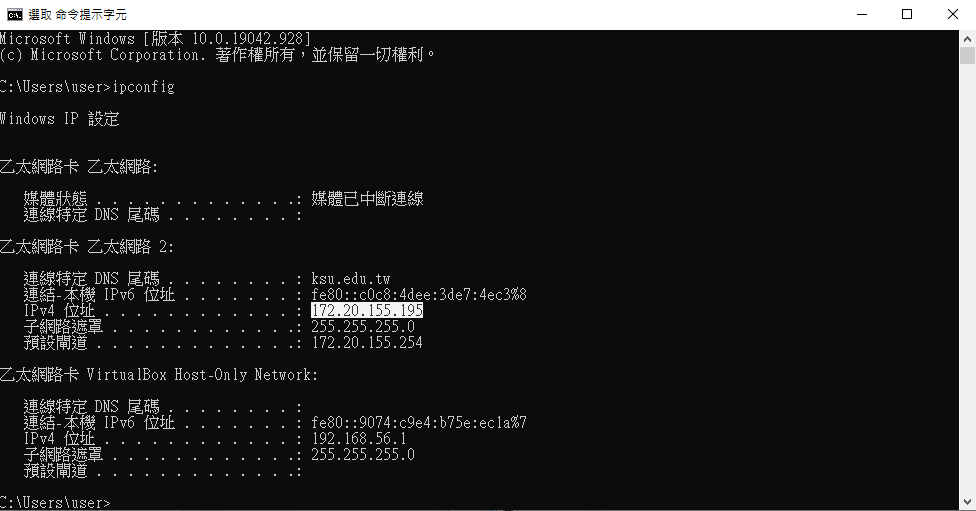 選取 命令提示字元
Microsoft Windows [版本 10.0.19042.928]
(c) Microsoft Corporation. 著作權所有，並保留一切權利。
C:\Users\user>ipconfig
Windows IP 設定
乙太網路卡 乙太網路:
媒體狀態 . . . . . . . . . . . . .: 媒體已中斷連線
連線特定 DNS 尾碼 . . . . . . . . :
乙太網路卡 乙太網路 2:
連線特定 DNS 尾碼 . . . . . . . . : ksu.edu.tw
連結-本機 IPv6 位址 . . . . . . . : fe80::c0c8:4dee:3de7:4ec3%8
IPv4 位址 . . . . . . . . . . . . : 172.20.155.195
子網路遮罩 . . . . . . . . . . . .: 255.255.255.0
預設閘道 . . . . . . . . . . . . .: 172.20.155.254
乙太網路卡 VirtualBox Host-Only Network:
連線特定 DNS 尾碼 . . . . . . . . :
連結-本機 IPv6 位址 . . . . . . . : fe80::9074:c9e4:b75e:ec1a%7
IPv4 位址 . . . . . . . . . . . . : 192.168.56.1
子網路遮罩 . . . . . . . . . . . .: 255.255.255.0
預設閘道 . . . . . . . . . . . . .:
C:\Users\user>